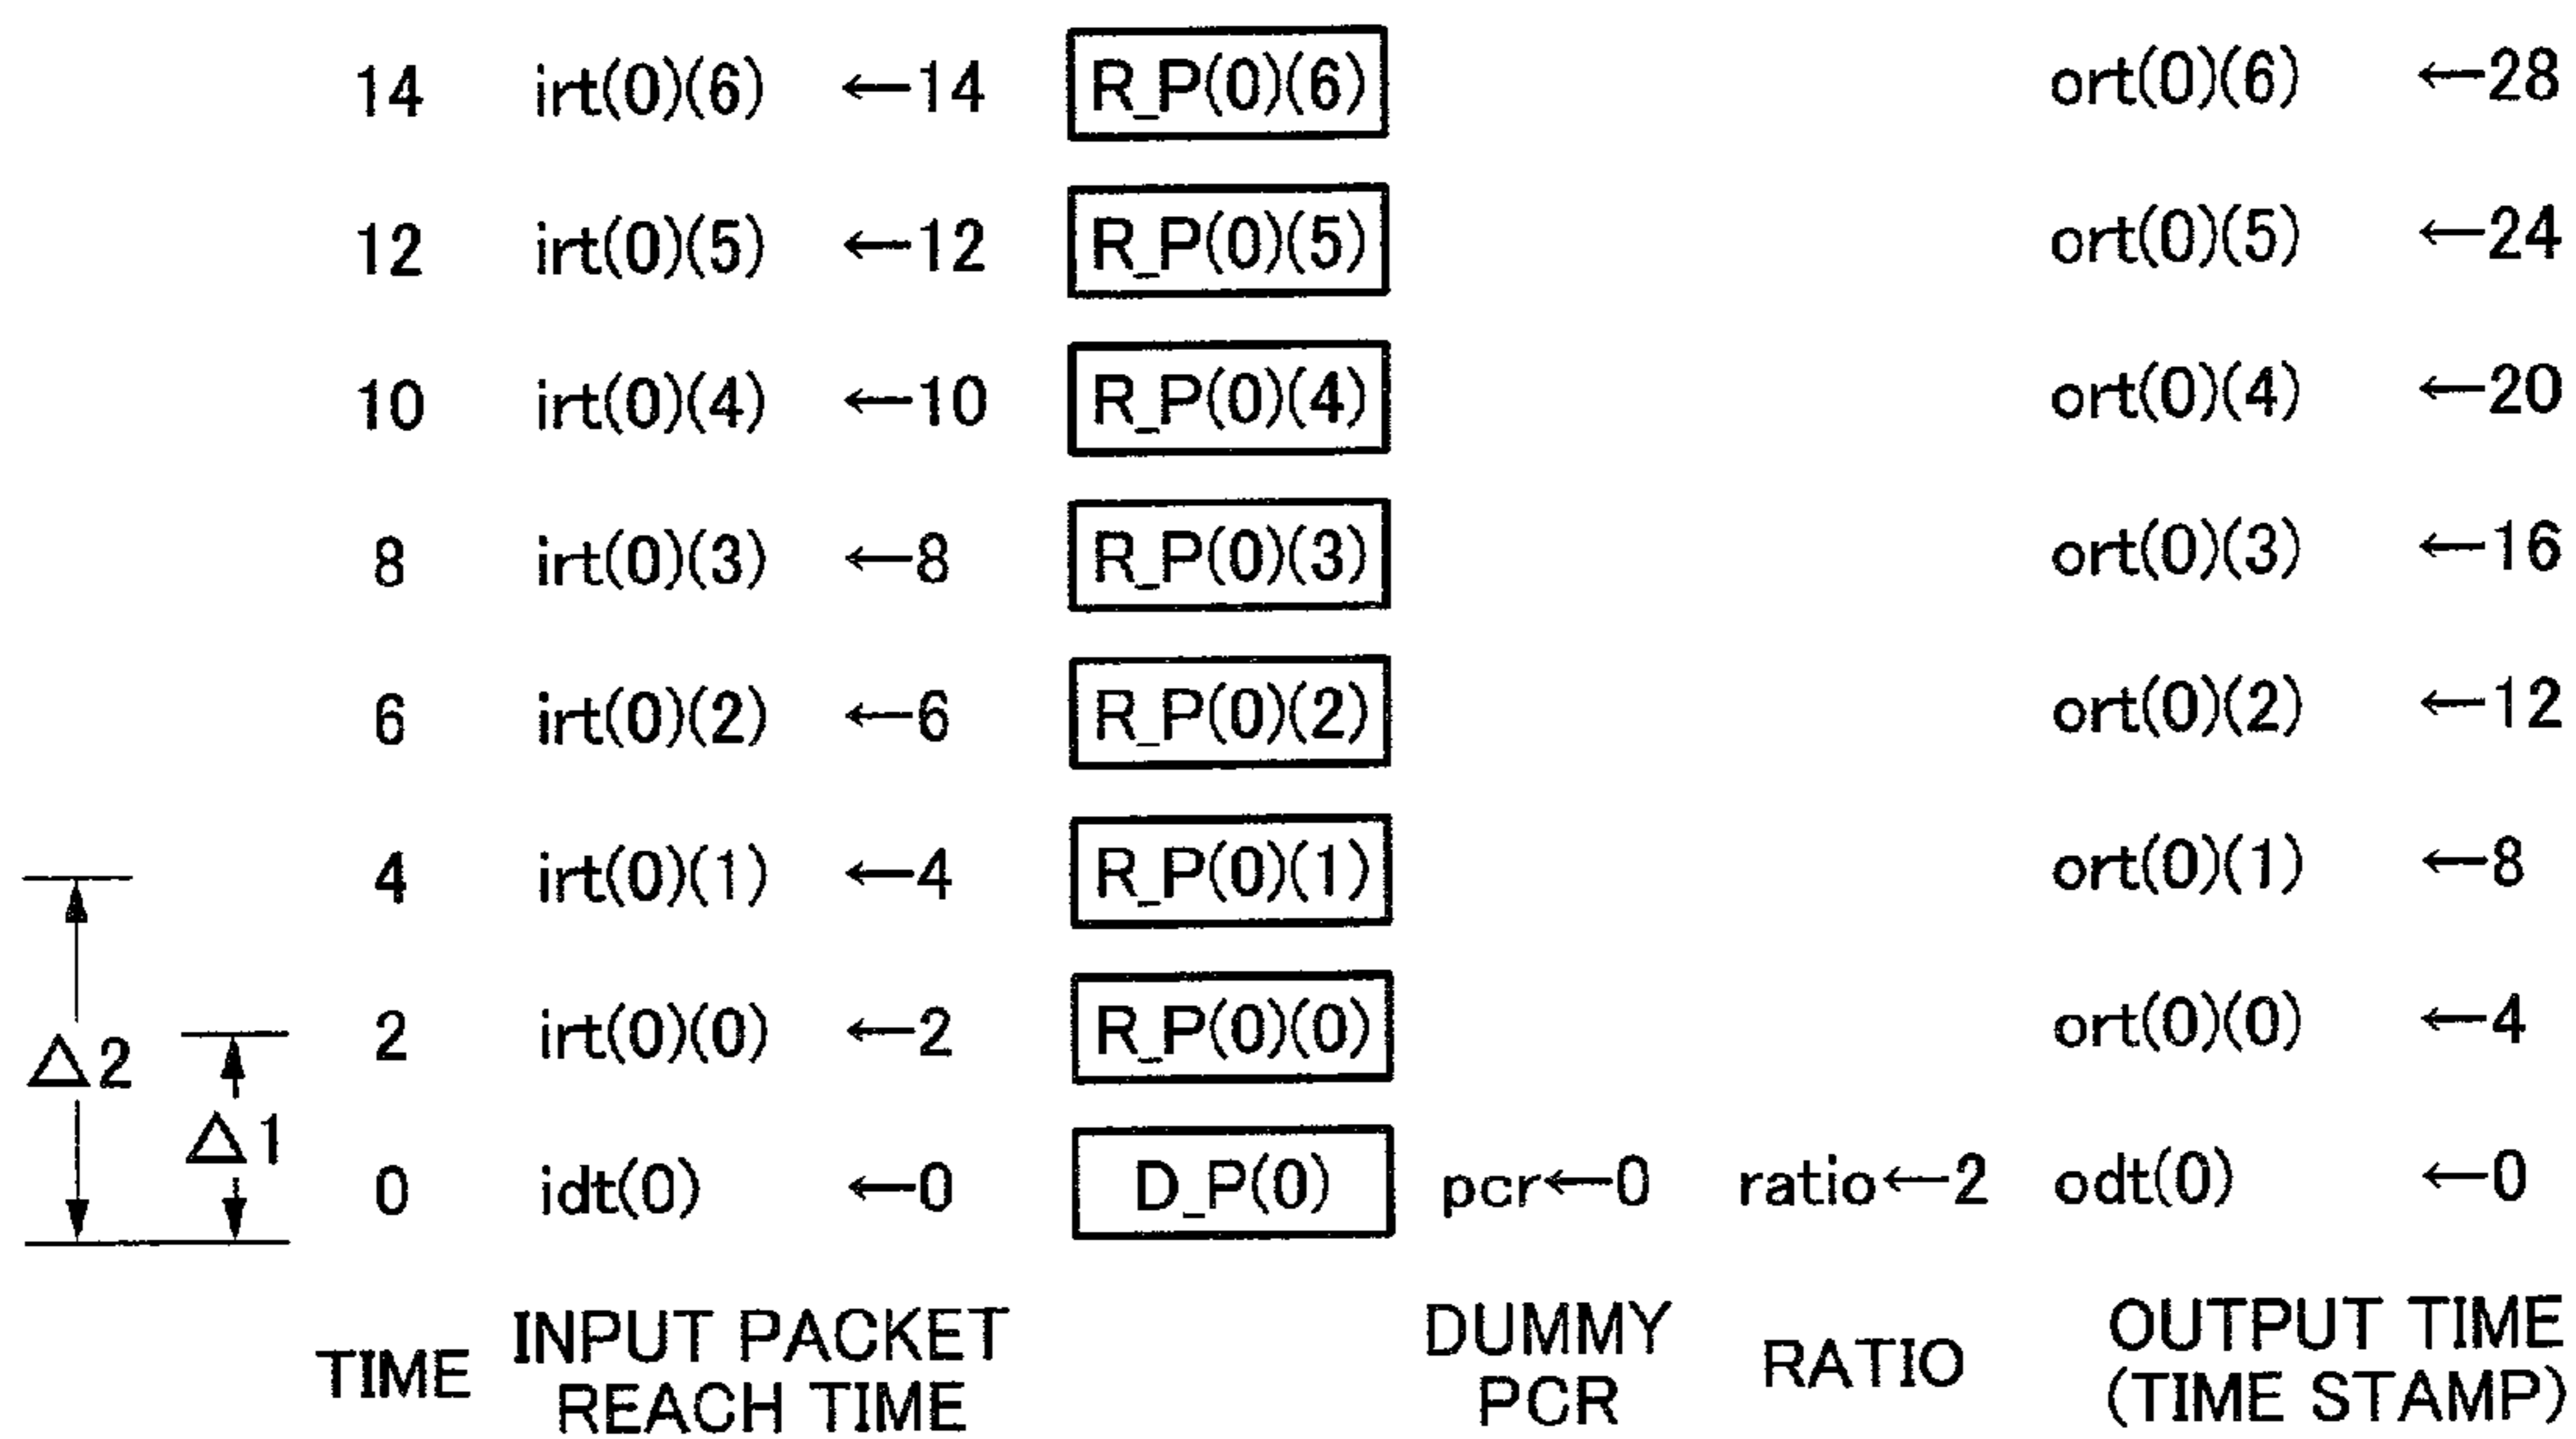 14 irt(0)(6) ←14 R_P(0)(6) ort(0)(6) ←28
12 irt(0)(5) ←12 R_P(0)(5) ort(0)(5) ←24
10 irt(0)(4) ←10 R_P(0)(4) ort(0)(4) ←20
8 irt(0)(3) ←8 R_P(0)(3) ort(0)(3) ←16
6 irt(0)(2) ←6 R_P(0)(2) ort(0)(2) ←12
4 irt(0)(1) ←4 R_P(0)(1) ort(0)(1) ←8
2 irt(0)(0) ←2 R_P(0)(0) ort(0)(0) ←4
△2
△1
0 idt(0) ←0 D_P(0) pcr←0 ratio←2 odt(0) ←0
TIME
INPUT PACKET
REACH TIME
DUMMY
PCR
RATIO
OUTPUT TIME
(TIME STAMP)